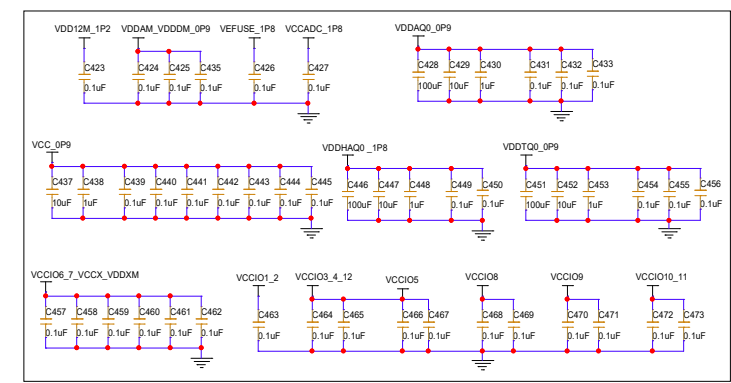 VDD12M_1P2 VDDAM_VDDDM_0P9 VEFUSE_1P8 VCCADC_1P8
C423 C424 C425 C435 C426 C427
0.1uF 0.1uF 0.1uF 0.1uF 0.1uF 0.1uF
VDDAQ0_0P9
C428 C429 C430 C431 C432 C433
100uF 10uF 1uF 0.1uF 0.1uF 0.1uF
VCC_0P9
C437 C438 C439 C440 C441 C442 C443 C444 C445
10uF 1uF 0.1uF 0.1uF 0.1uF 0.1uF 0.1uF 0.1uF 0.1uF
VDDHAQ0 _1P8
C446 C447 C448 C449 C450
100uF 10uF 1uF 0.1uF 0.1uF
VDDTQ0_0P9
C451 C452 C453 C454 C455 C456
100uF 10uF 1uF 0.1uF 0.1uF 0.1uF
VCCIO6_7_VCCX_VDDXM
C457 C458 C459 C460 C461 C462
0.1uF 0.1uF 0.1uF 0.1uF 0.1uF 0.1uF
VCCIO1_2 VCCIO3_4_12 VCCIO5 VCCIO8 VCCIO9 VCCIO10_11
C463 C464 C465 C466 C467 C468 C469 C470 C471 C472 C473
0.1uF 0.1uF 0.1uF 0.1uF 0.1uF 0.1uF 0.1uF 0.1uF 0.1uF 0.1uF 0.1uF